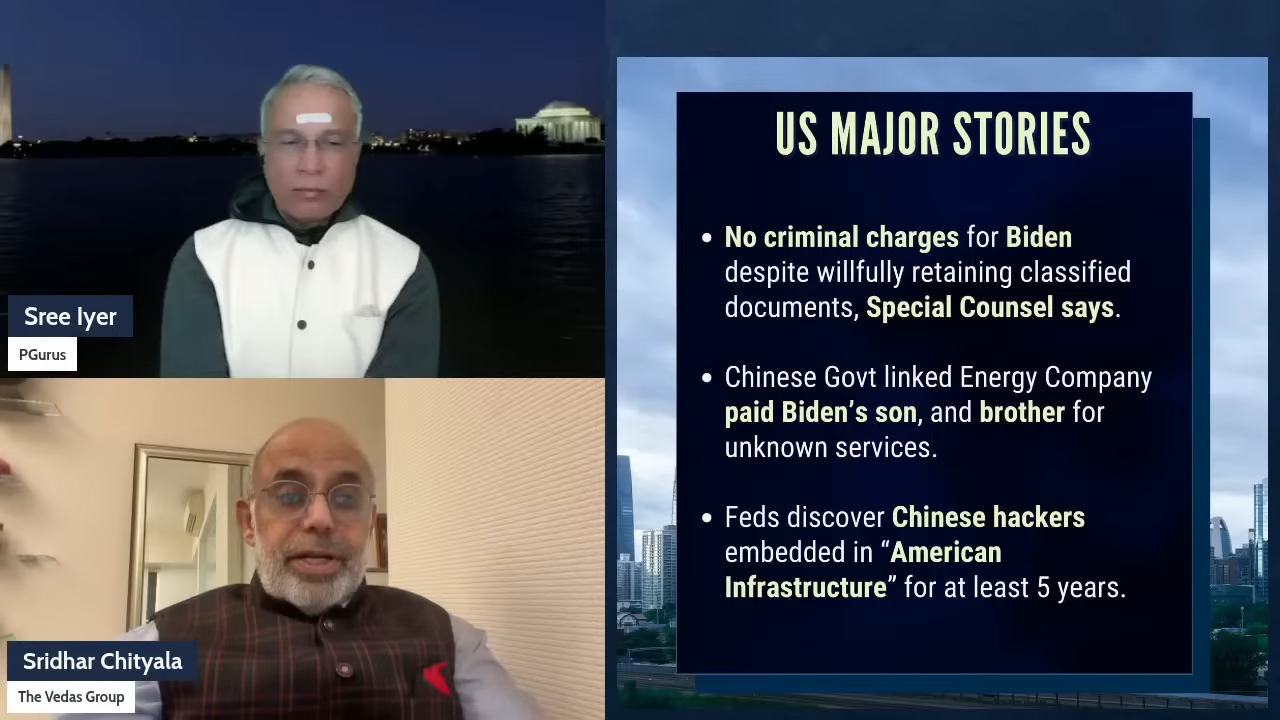 Sree Iyer
PGurus
Sridhar Chityala
The Vedas Group
US MAJOR STORIES
• No criminal charges for Biden
despite willfully retaining classified
documents, Special Counsel says.
• Chinese Govt linked Energy Company
paid Biden's son, and brother for
unknown services.
• Feds discover Chinese hackers
embedded in “American
Infrastructure” for at least 5 years.